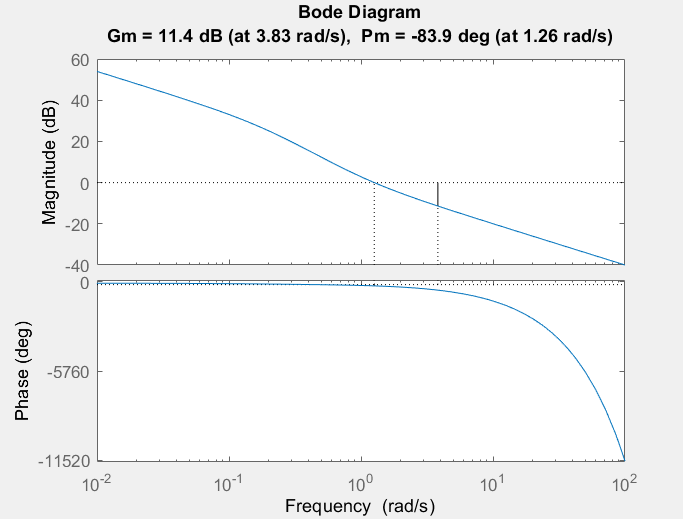 Bode Diagram
Gm = 11.4 dB (at 3.83 rad/s),  Pm = -83.9 deg (at 1.26 rad/s)
60
40
20
0
-20
-40
Magnitude (dB)
0
-5760
-11520
Phase (deg)
10^-2 10^-1 10^0 10^1 10^2
Frequency  (rad/s)